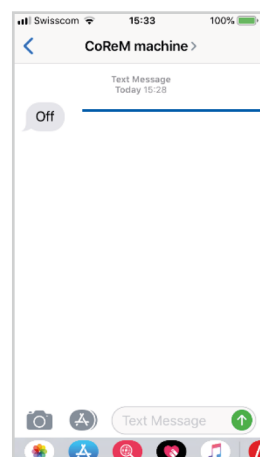 Swisscom 15:33 100%
CoReM machine
Text Message
Today 15:28
Off
Text Message